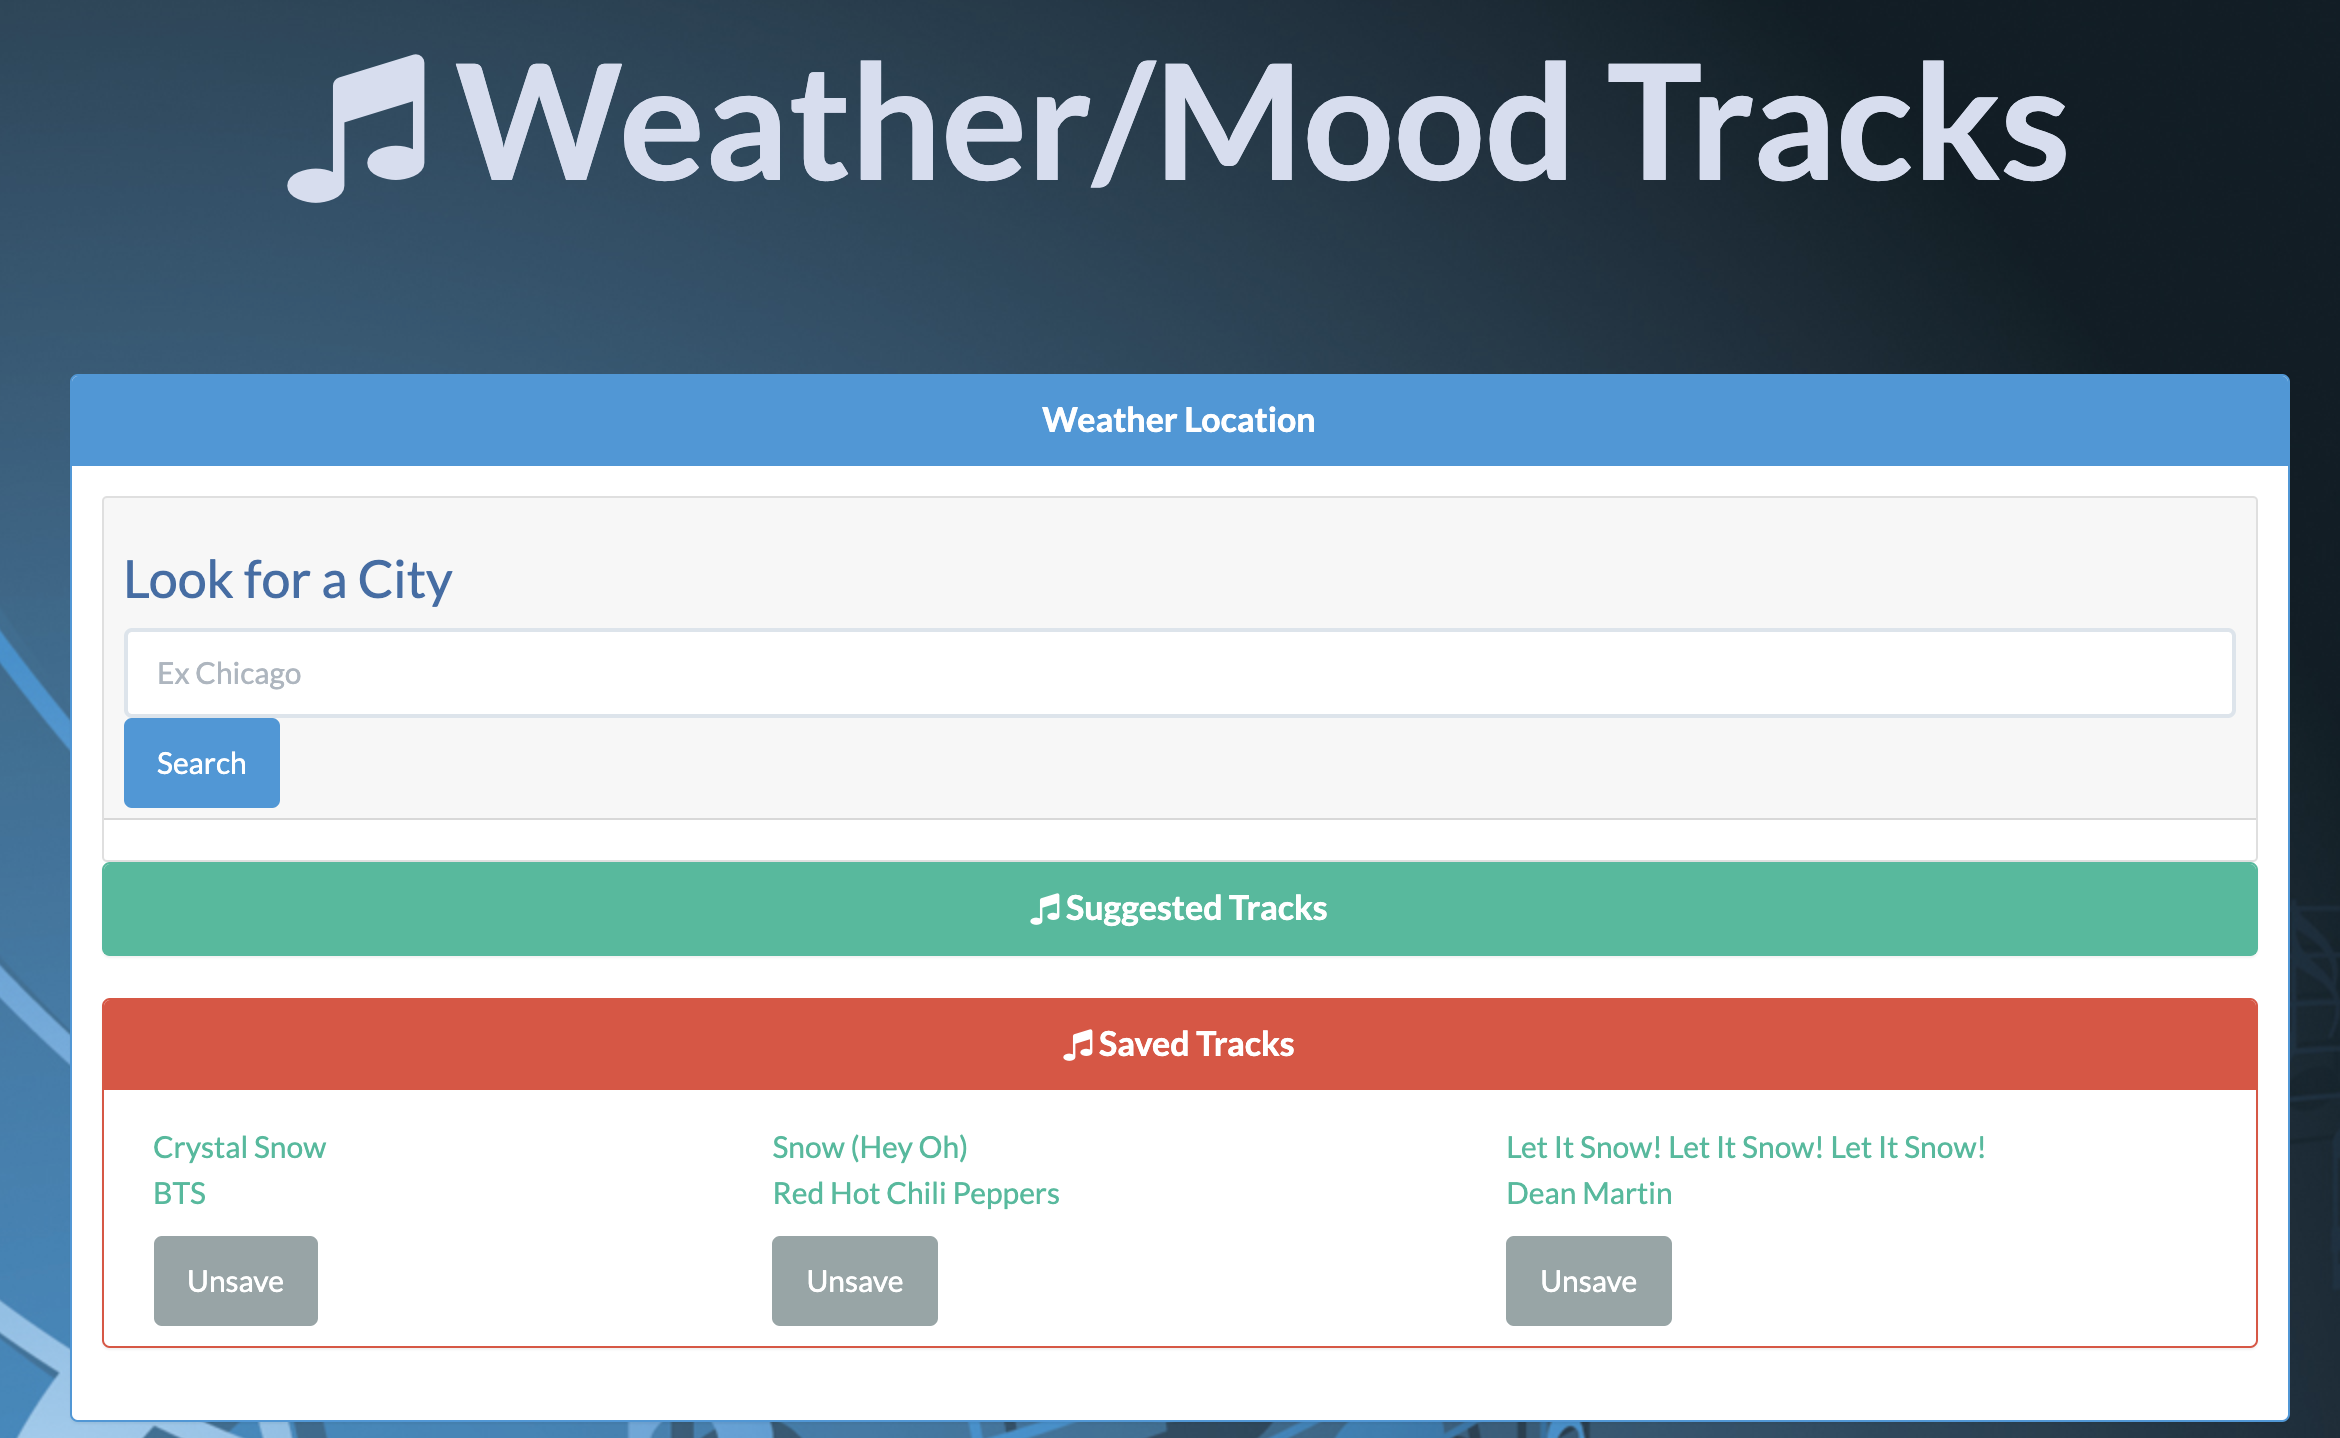 Weather/Mood Tracks
Weather Location
Look for a City
Ex Chicago
Search
Suggested Tracks
Saved Tracks
Crystal Snow
BTS
Unsave
Snow (Hey Oh)
Red Hot Chili Peppers
Unsave
Let It Snow! Let It Snow! Let It Snow!
Dean Martin
Unsave